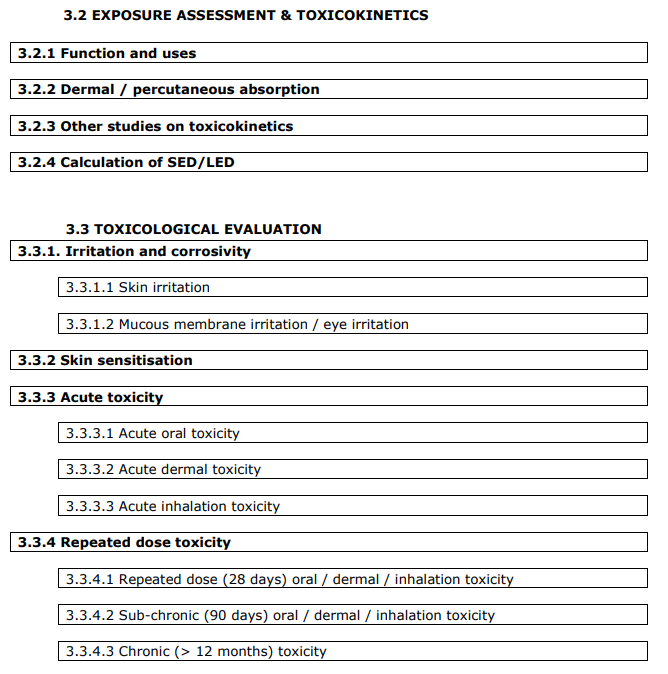 3.2 EXPOSURE ASSESSMENT & TOXICOKINETICS
3.2.1 Function and uses
3.2.2 Dermal / percutaneous absorption
3.2.3 Other studies on toxicokinetics
3.2.4 Calculation of SED/LED
3.3 TOXICOLOGICAL EVALUATION
3.3.1. Irritation and corrosivity
3.3.1.1 Skin irritation
3.3.1.2 Mucous membrane irritation / eye irritation
3.3.2 Skin sensitisation
3.3.3 Acute toxicity
3.3.3.1 Acute oral toxicity
3.3.3.2 Acute dermal toxicity
3.3.3.3 Acute inhalation toxicity
3.3.4 Repeated dose toxicity
3.3.4.1 Repeated dose (28 days) oral / dermal / inhalation toxicity
3.3.4.2 Sub-chronic (90 days) oral / dermal / inhalation toxicity
3.3.4.3 Chronic (> 12 months) toxicity